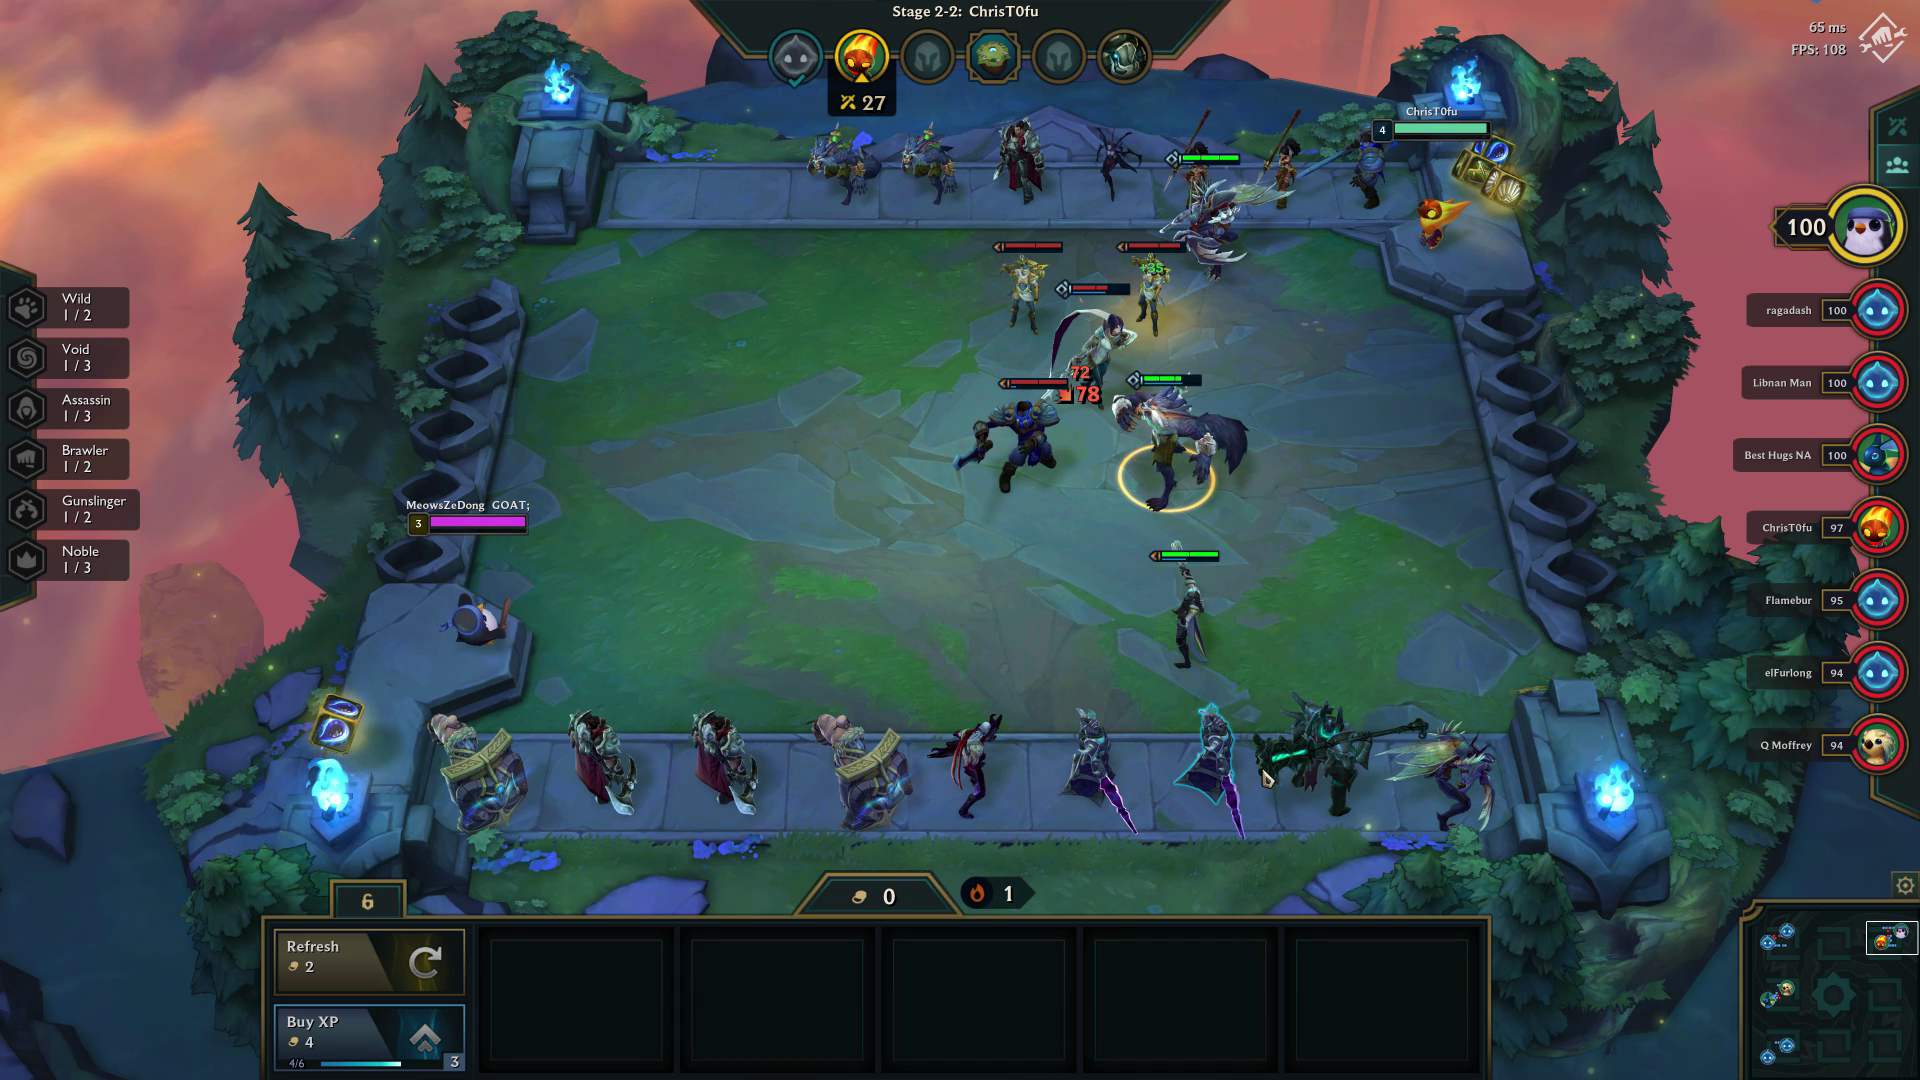 Stage 2-2: ChrisT0fu
65 ms
FPS: 108
27
ChrisT0fu
4
100
ragadash 100
Libnan Man 100
Best Hugs NA 100
ChrisT0fu 97
Flamebur 95
elFurlong 94
Q Moffrey 94
Wild
1 / 2
Void
1 / 3
Assassin
1 / 3
Brawler
1 / 2
Gunslinger
1 / 2
Noble
1 / 3
+35
72
78
MeowsZeDong GOAT;
3
6
0
1
Refresh
2
Buy XP
4
4/6
3